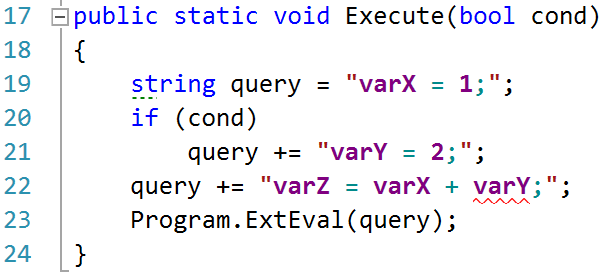 17 public static void Execute(bool cond)
18 {
19     string query = "varX = 1;";
20     if (cond)
21         query += "varY = 2;";
22     query += "varZ = varX + varY;";
23     Program.ExtEval(query);
24 }